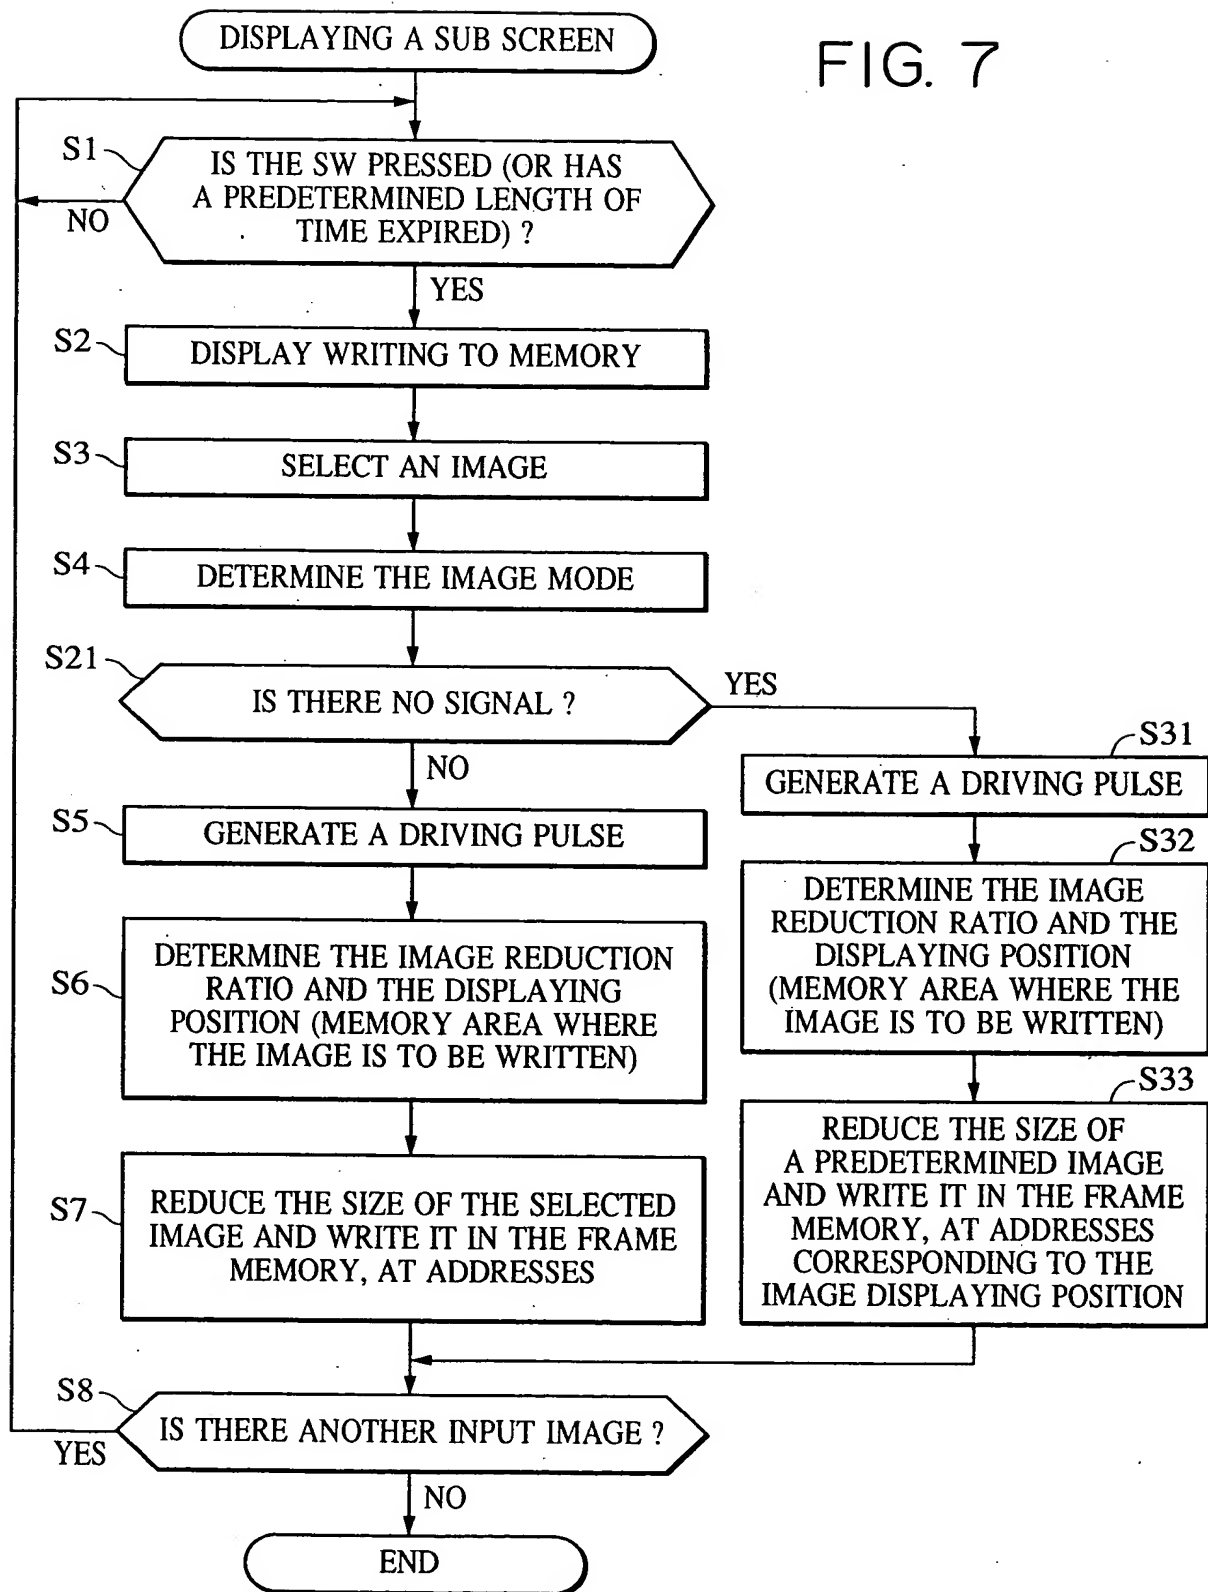 DISPLAYING A SUB SCREEN
FIG. 7
S1
IS THE SW PRESSED (OR HAS
A PREDETERMINED LENGTH OF
TIME EXPIRED) ?
NO
YES
S2
DISPLAY WRITING TO MEMORY
S3
SELECT AN IMAGE
S4
DETERMINE THE IMAGE MODE
S21
IS THERE NO SIGNAL ?
YES
NO
S5
GENERATE A DRIVING PULSE
S6
DETERMINE THE IMAGE REDUCTION
RATIO AND THE DISPLAYING
POSITION (MEMORY AREA WHERE
THE IMAGE IS TO BE WRITTEN)
S7
REDUCE THE SIZE OF THE SELECTED
IMAGE AND WRITE IT IN THE FRAME
MEMORY, AT ADDRESSES
S31
GENERATE A DRIVING PULSE
S32
DETERMINE THE IMAGE
REDUCTION RATIO AND THE
DISPLAYING POSITION
(MEMORY AREA WHERE THE
IMAGE IS TO BE WRITTEN)
S33
REDUCE THE SIZE OF
A PREDETERMINED IMAGE
AND WRITE IT IN THE FRAME
MEMORY, AT ADDRESSES
CORRESPONDING TO THE
IMAGE DISPLAYING POSITION
S8
IS THERE ANOTHER INPUT IMAGE ?
YES
NO
END